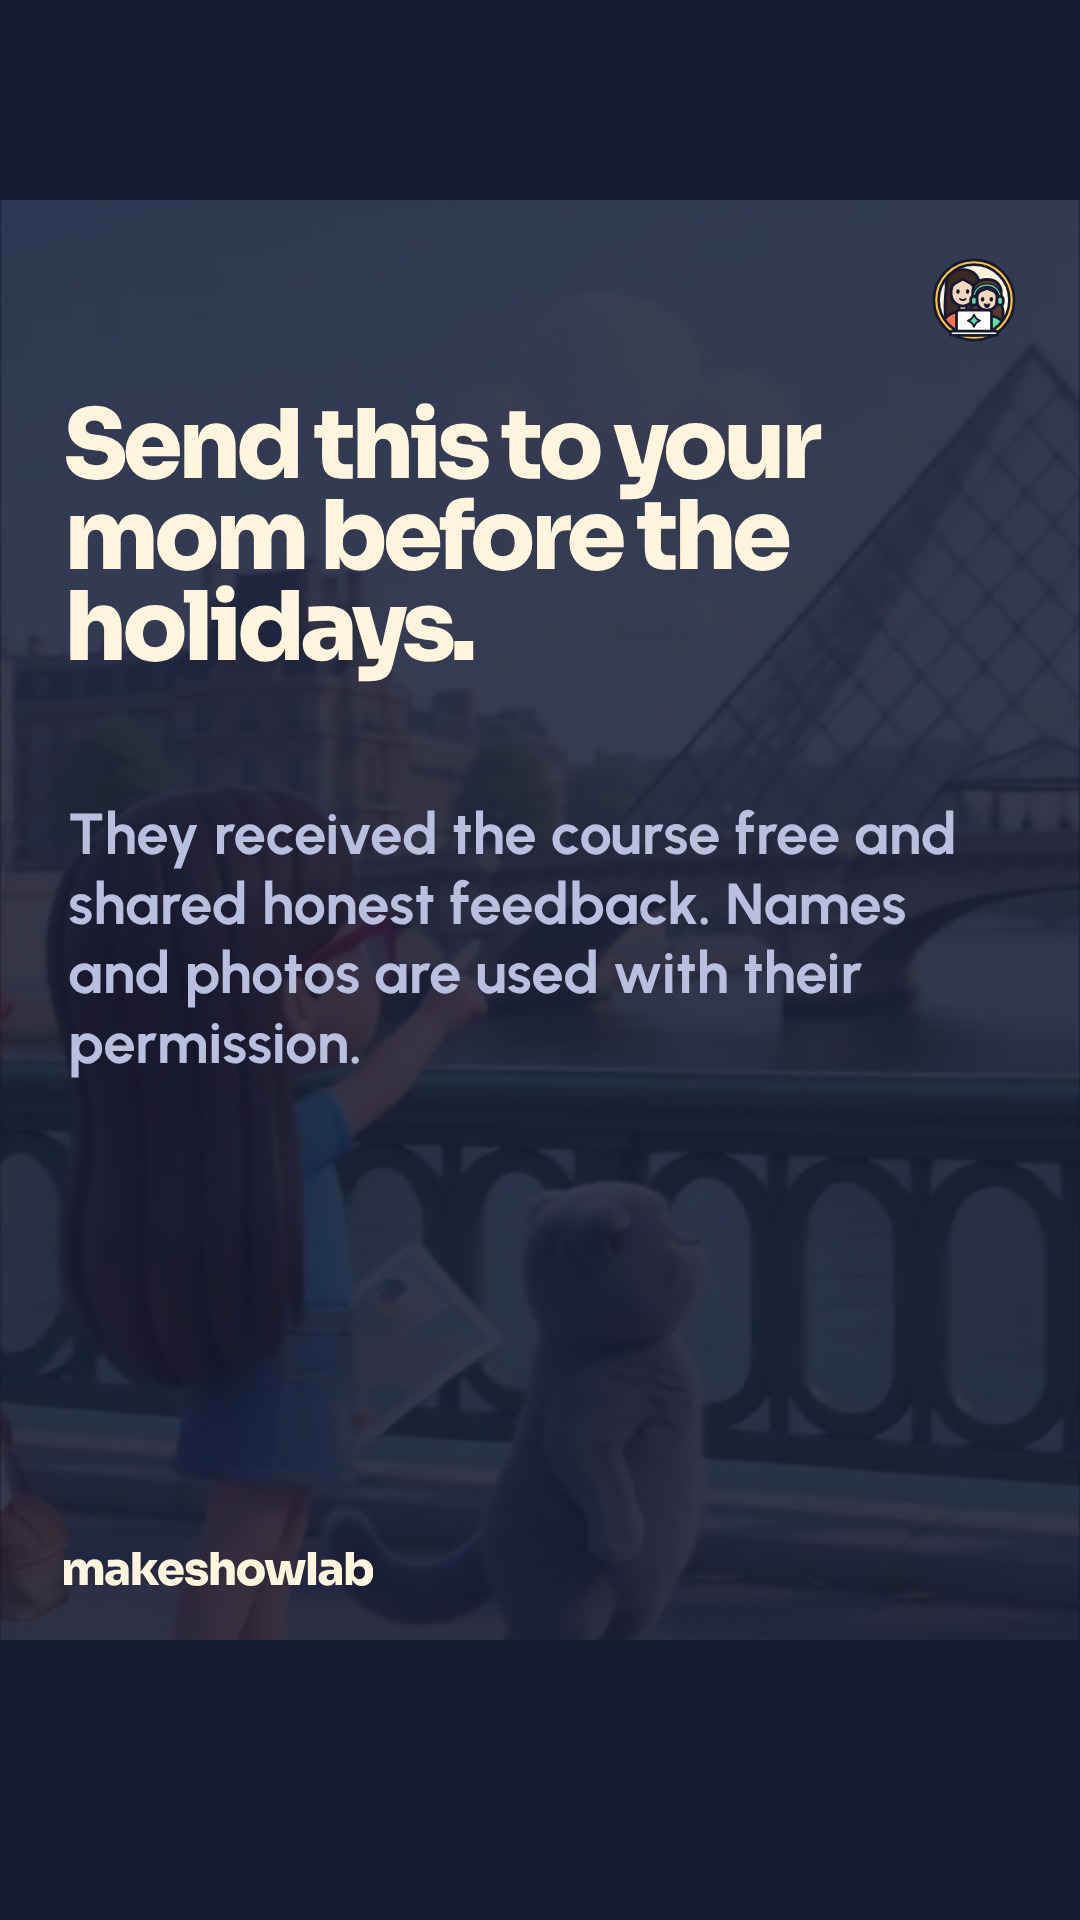 Send this to your
mom before the
holidays.
They received the course free and
shared honest feedback. Names
and photos are used with their
permission.
makeshowlab